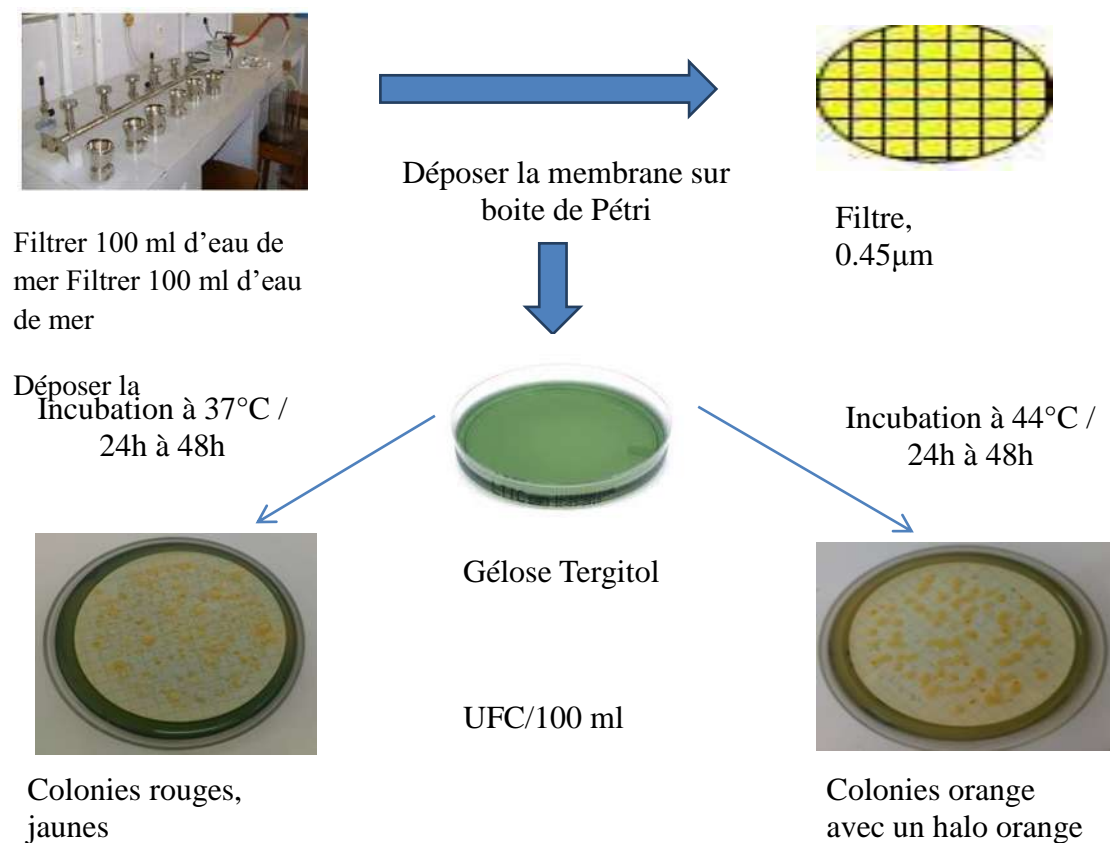 Déposer la membrane sur
boite de Pétri
Filtre,
0.45μm
Filtrer 100 ml d’eau de
mer Filtrer 100 ml d’eau
de mer
Déposer la
Incubation à 37°C /
24h à 48h
Incubation à 44°C /
24h à 48h
Gélose Tergitol
UFC/100 ml
Colonies rouges,
jaunes
Colonies orange
avec un halo orange